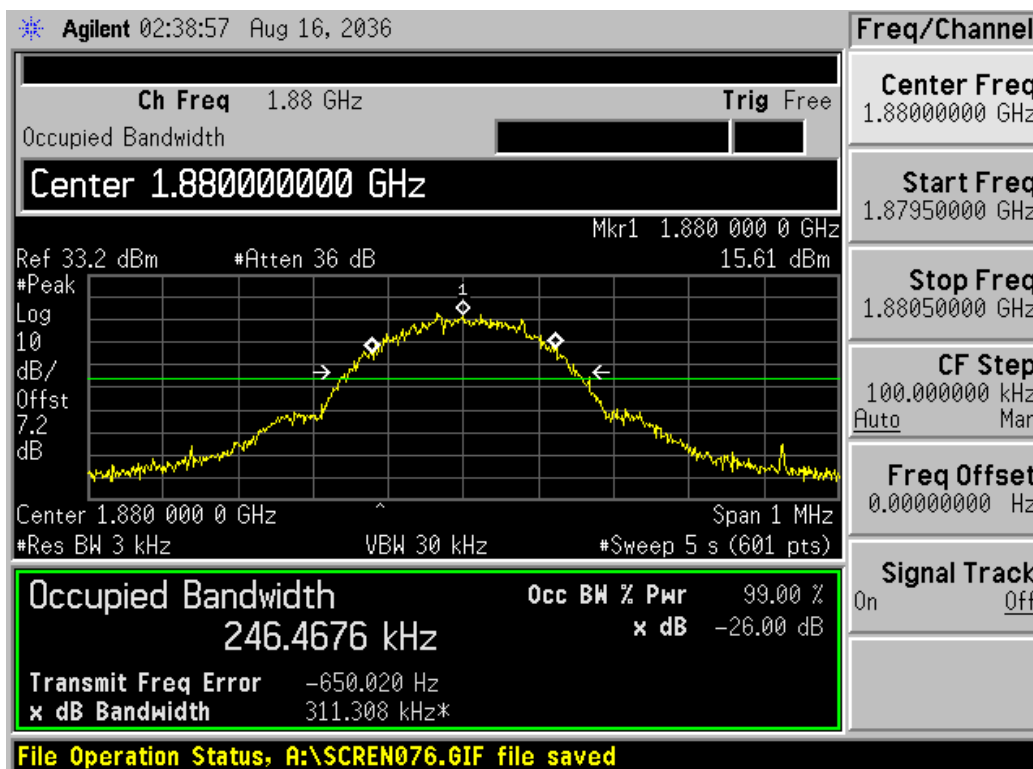 Agilent 02:38:57 Aug 16, 2036
Ch Freq 1.88 GHz Trig Free
Occupied Bandwidth
Center 1.880000000 GHz
Mkr1 1.880 000 0 GHz
Ref 33.2 dBm #Atten 36 dB 15.61 dBm
#Peak
Log
10
dB/
Offst
7.2
dB
1
Center 1.880 000 0 GHz Span 1 MHz
#Res BW 3 kHz VBW 30 kHz #Sweep 5 s (601 pts)
Occupied Bandwidth
246.4676 kHz
Occ BW % Pwr 99.00 %
x dB -26.00 dB
Transmit Freq Error -650.020 Hz
x dB Bandwidth 311.308 kHz*
File Operation Status, A:\SCREN076.GIF file saved
Freq/Channel
Center Freq
1.88000000 GHz
Start Freq
1.87950000 GHz
Stop Freq
1.88050000 GHz
CF Step
100.000000 kHz
Auto Man
Freq Offset
0.00000000 Hz
Signal Track
On Off